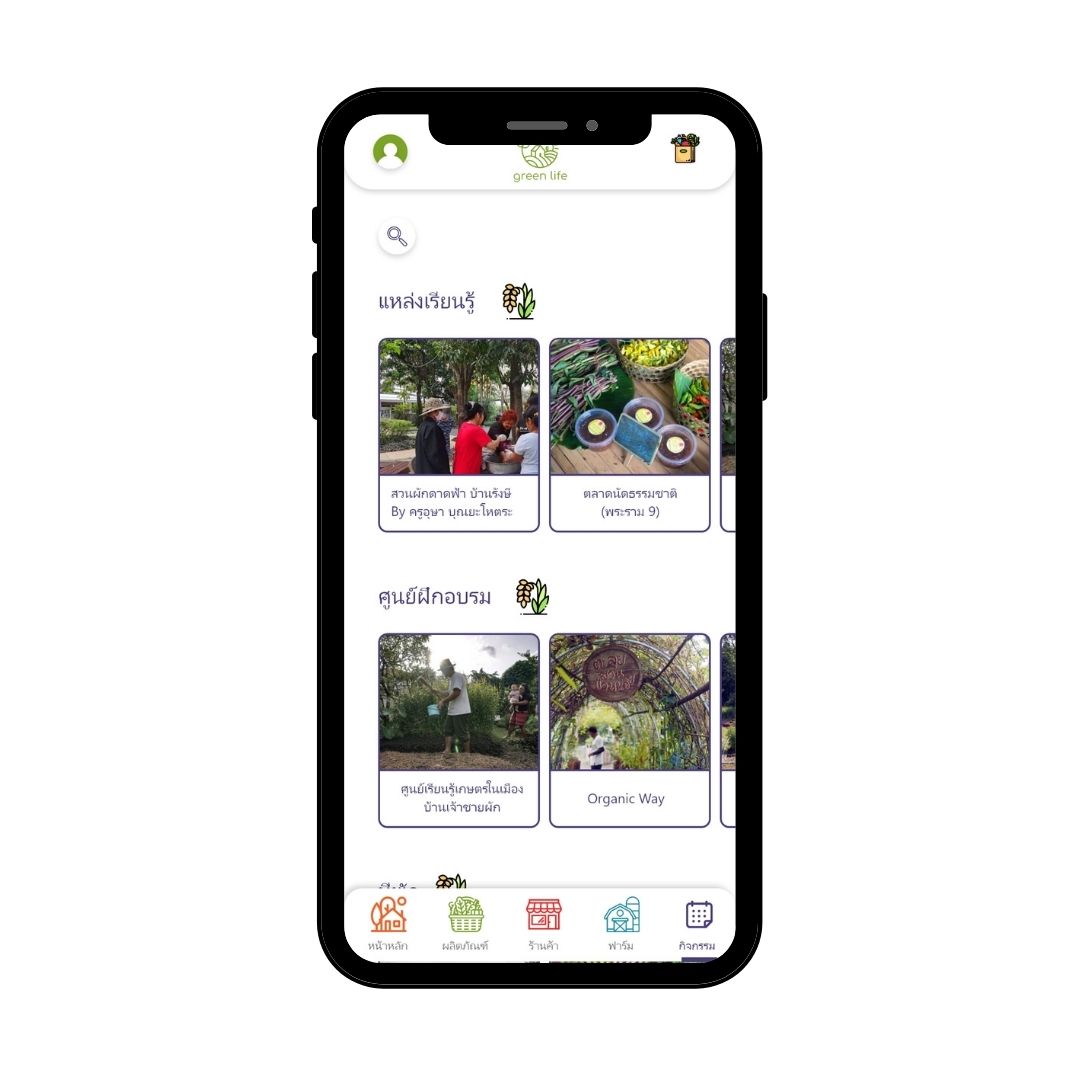 green life
แหล่งเรียนรู้
สวนผักดาดฟ้า บ้านรังษี
By ครูอุษา บุณยะโหตระ
ตลาดนัดธรรมชาติ
(พระราม 9)
ศูนย์ฝึกอบรม
ศูนย์เรียนรู้เกษตรในเมือง
บ้านเจ้าชายผัก
Organic Way
หน้าหลัก
ผลิตภัณฑ์
ร้านค้า
ฟาร์ม
กิจกรรม